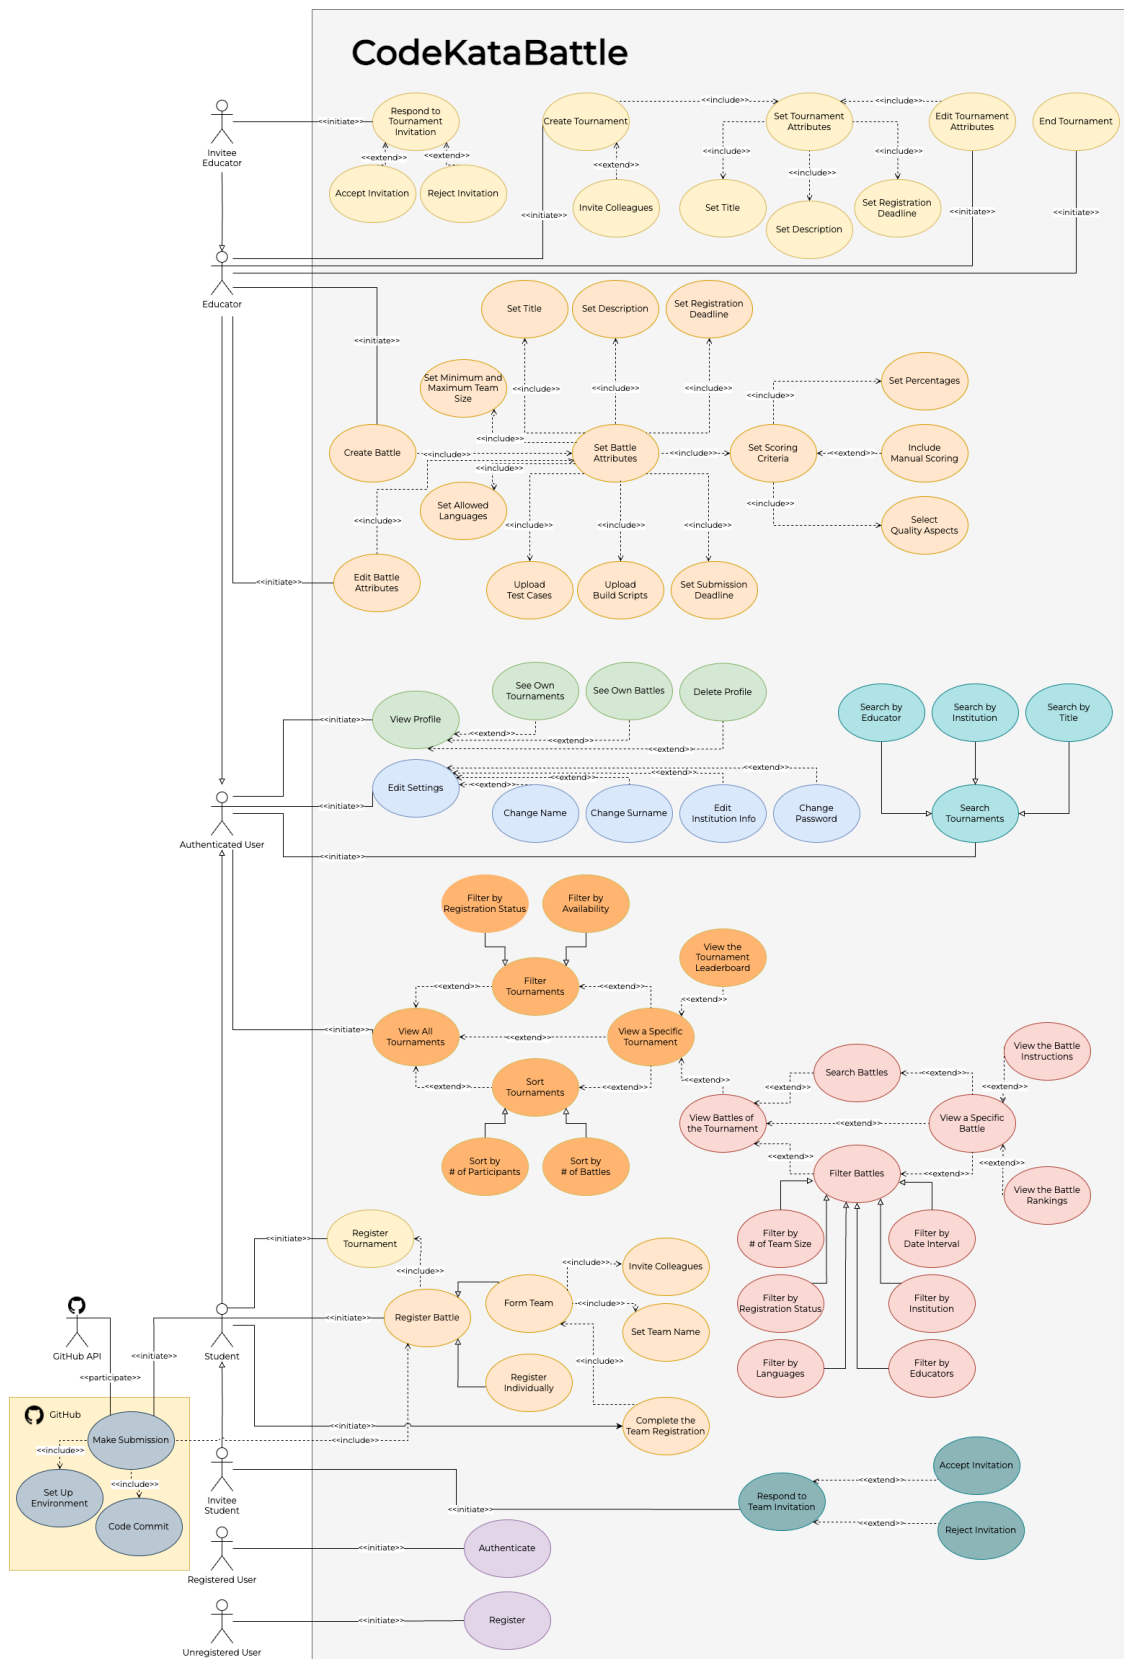 CodeKataBattle
Respond to
Tournament
Invitation
Create Tournament
<<include>>
Set Tournament
Attributes
<<include>>
Edit Tournament
Attributes
End Tournament
<<initiate>>
Invitee
Educator
<<extend>>
<<extend>>
<<include>>
<<include>>
<<extend>>
<<include>>
Accept Invitation
Reject Invitation
Invite Colleagues
Set Title
Set Description
Set Registration
Deadline
<<initiate>>
<<initiate>>
<<initiate>>
Educator
Set Title
Set Description
Set Registration
Deadline
<<initiate>>
Set Minimum and
Maximum Team
Size
<<include>>
<<include>>
<<include>>
Set Percentages
<<include>>
<<include>>
Create Battle
<<include>>
Set Battle
Attributes
<<include>>
Set Scoring
Criteria
<<extend>>
Include
Manual Scoring
<<include>>
Set Allowed
Languages
<<include>>
<<include>>
<<include>>
<<include>>
<<include>>
Select
Quality Aspects
<<initiate>>
Edit Battle
Attributes
Upload
Test Cases
Upload
Build Scripts
Set Submission
Deadline
See Own
Tournaments
See Own Battles
Delete Profile
Search by
Educator
Search by
Institution
Search by
Title
<<initiate>>
View Profile
<<extend>>
<<extend>>
<<extend>>
<<extend>>
<<extend>>
<<extend>>
<<extend>>
Edit Settings
<<initiate>>
Change Name
Change Surname
Edit
Institution Info
Change
Password
Search
Tournaments
Authenticated User
<<initiate>>
Filter by
Registration Status
Filter by
Availability
View the
Tournament
Leaderboard
Filter
Tournaments
<<extend>>
<<extend>>
<<extend>>
<<initiate>>
View All
Tournaments
<<extend>>
View a Specific
Tournament
View the Battle
Instructions
Sort
Tournaments
<<extend>>
<<extend>>
<<extend>>
Search Battles
<<extend>>
<<extend>>
<<extend>>
View Battles of
the Tournament
<<extend>>
View a Specific
Battle
<<extend>>
<<extend>>
<<extend>>
Sort by
# of Participants
Sort by
# of Battles
Filter Battles
View the Battle
Rankings
<<initiate>>
Register
Tournament
Filter by
# of Team Size
Filter by
Date Interval
<<include>>
<<include>>
Invite Colleagues
Form Team
<<include>>
Set Team Name
Filter by
Registration Status
Filter by
Institution
<<initiate>>
Register Battle
GitHub API
Student
<<initiate>>
<<participate>>
<<include>>
Register
Individually
Filter by
Languages
Filter by
Educators
GitHub
Make Submission
<<initiate>>
<<include>>
Complete the
Team Registration
<<include>>
<<include>>
Set Up
Environment
Code Commit
Invitee
Student
<<initiate>>
Respond to
Team Invitation
<<extend>>
Accept Invitation
<<extend>>
Reject Invitation
<<initiate>>
Authenticate
Registered User
<<initiate>>
Register
Unregistered User